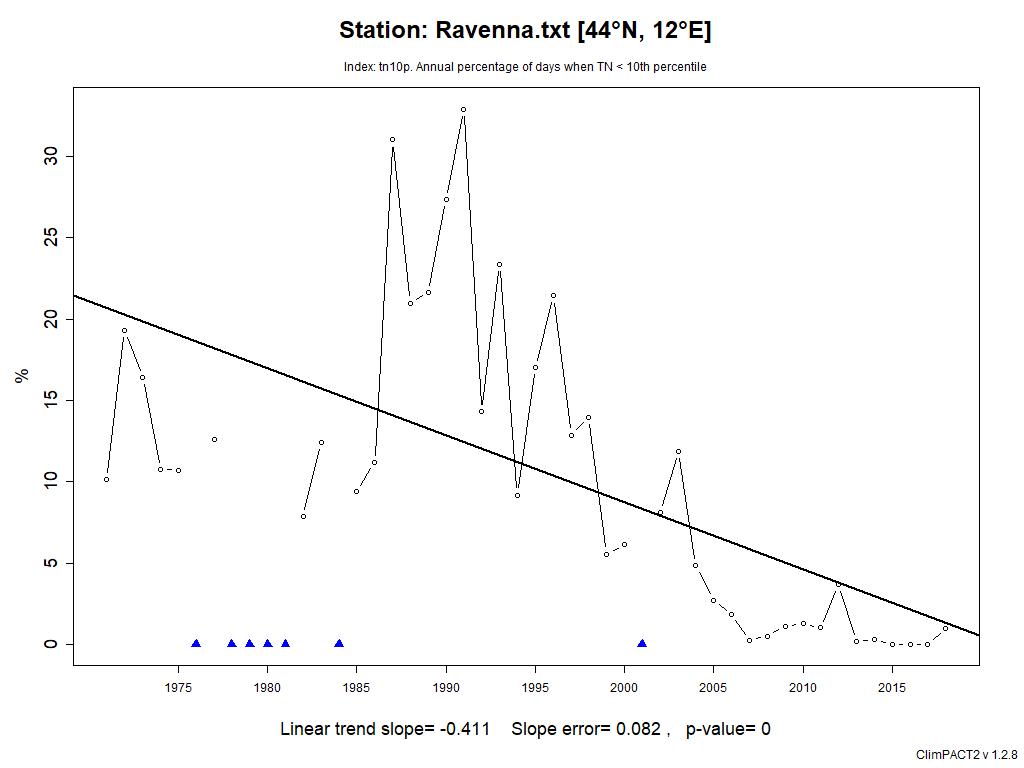 Station: Ravenna.txt [44°N, 12°E]
Index: tn10p. Annual percentage of days when TN < 10th percentile
%
30
25
20
15
10
5
0
1975 1980 1985 1990 1995 2000 2005 2010 2015
Linear trend slope= -0.411 Slope error= 0.082 , p-value= 0
ClimPACT2 v 1.2.8